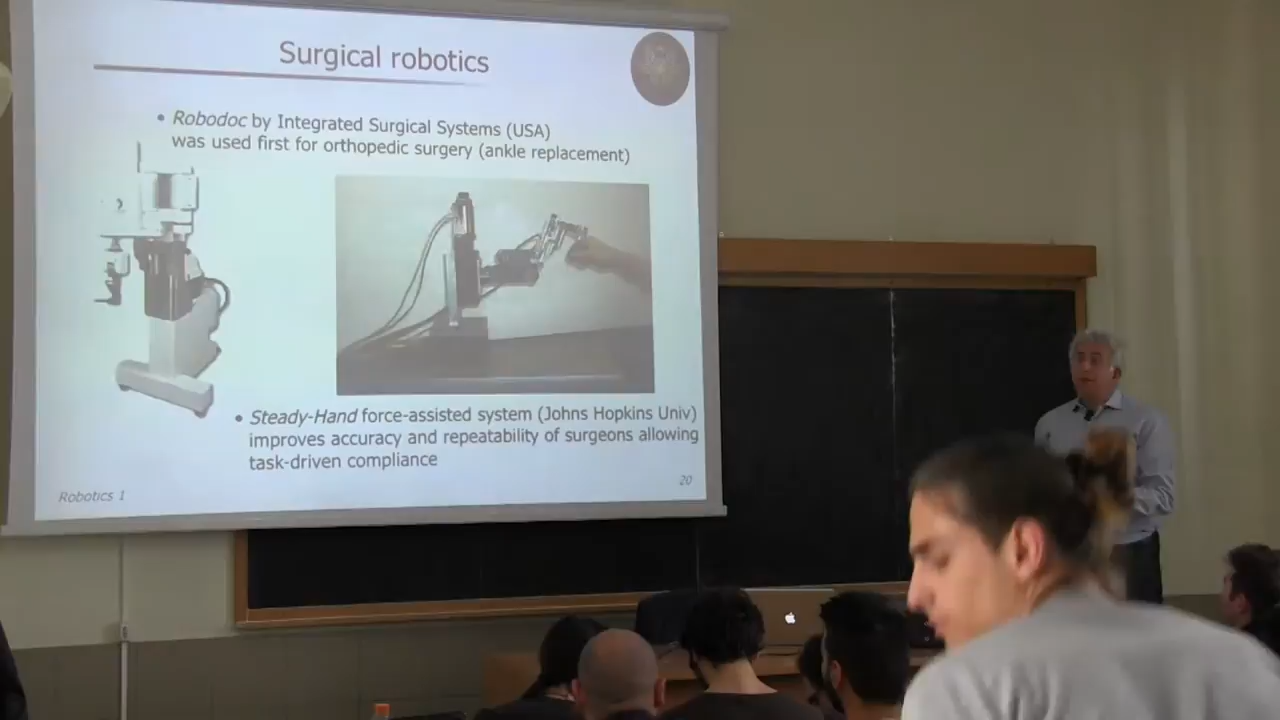 Surgical robotics
• Robodoc by Integrated Surgical Systems (USA)
was used first for orthopedic surgery (ankle replacement)
• Steady-Hand force-assisted system (Johns Hopkins Univ)
improves accuracy and repeatability of surgeons allowing
task-driven compliance
Robotics 1
20